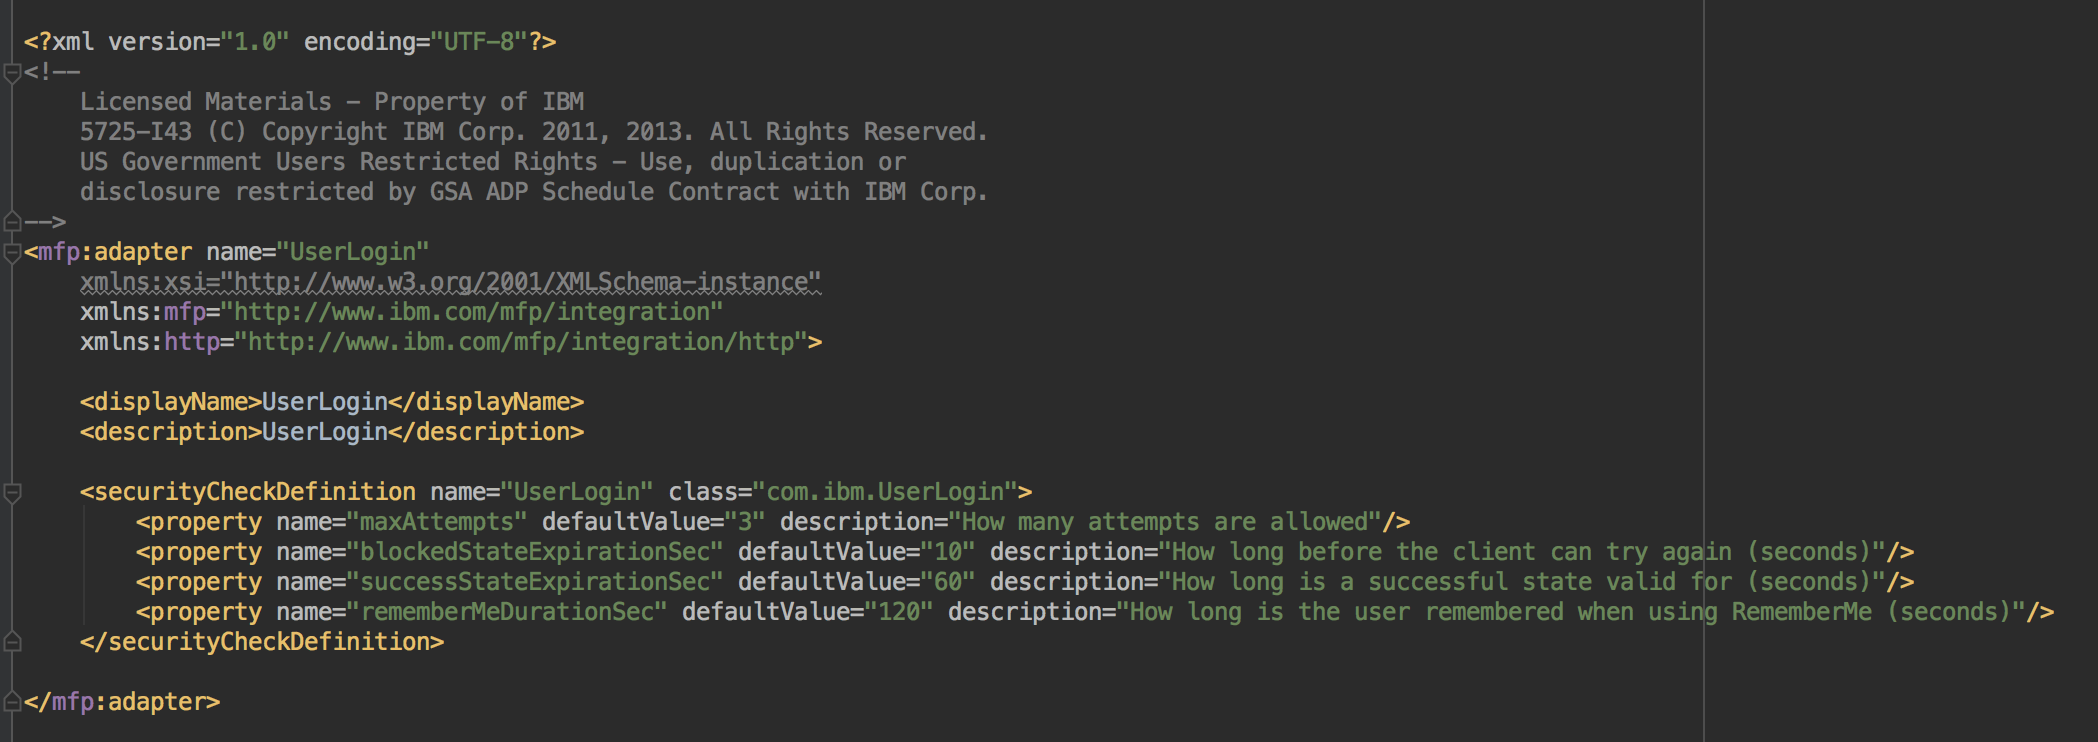 <?xml version="1.0" encoding="UTF-8"?>
<!--
    Licensed Materials - Property of IBM
    5725-I43 (C) Copyright IBM Corp. 2011, 2013. All Rights Reserved.
    US Government Users Restricted Rights - Use, duplication or
    disclosure restricted by GSA ADP Schedule Contract with IBM Corp.
-->
<mfp:adapter name="UserLogin"
    xmlns:xsi="http://www.w3.org/2001/XMLSchema-instance"
    xmlns:mfp="http://www.ibm.com/mfp/integration"
    xmlns:http="http://www.ibm.com/mfp/integration/http">

    <displayName>UserLogin</displayName>
    <description>UserLogin</description>

    <securityCheckDefinition name="UserLogin" class="com.ibm.UserLogin">
        <property name="maxAttempts" defaultValue="3" description="How many attempts are allowed"/>
        <property name="blockedStateExpirationSec" defaultValue="10" description="How long before the client can try again (seconds)"/>
        <property name="successStateExpirationSec" defaultValue="60" description="How long is a successful state valid for (seconds)"/>
        <property name="rememberMeDurationSec" defaultValue="120" description="How long is the user remembered when using RememberMe (seconds)"/>
    </securityCheckDefinition>

</mfp:adapter>